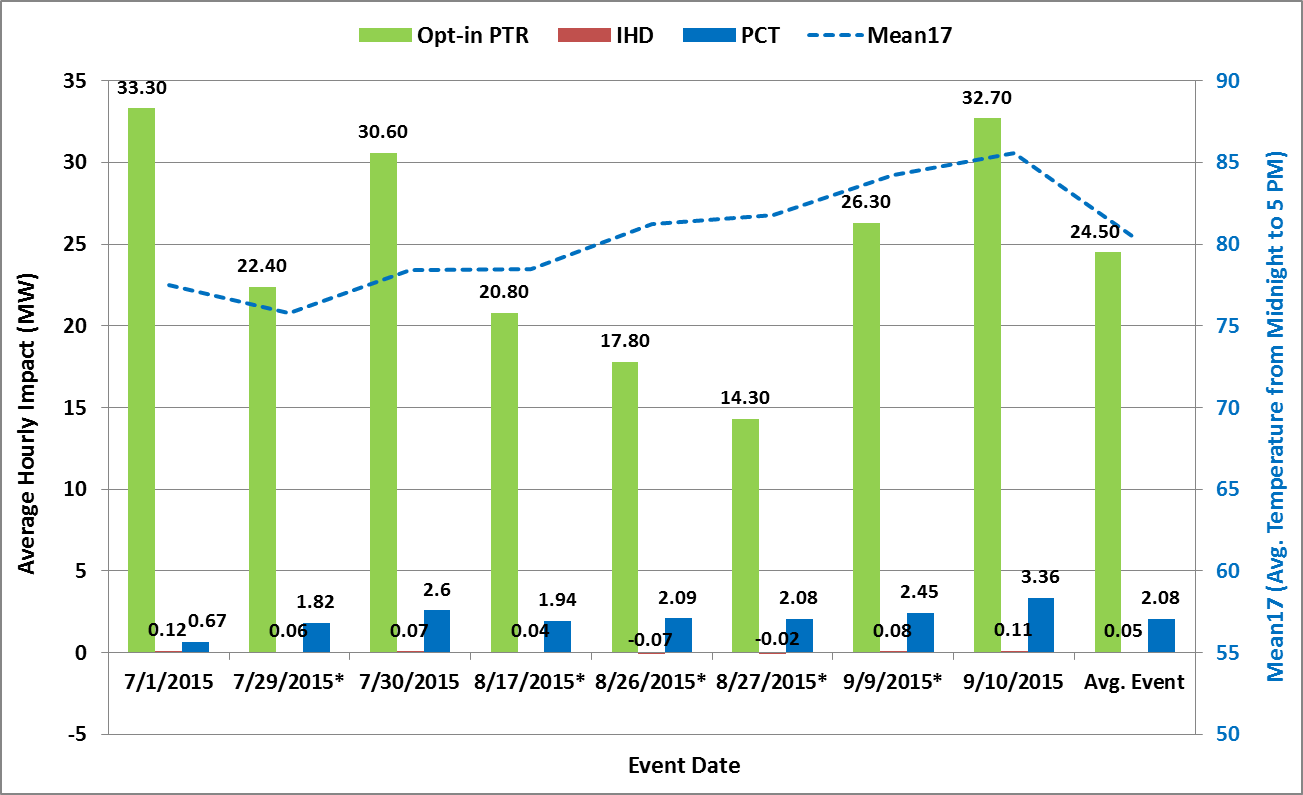 Opt-in PTR IHD PCT Mean17
35 33.30 32.70 90
30 30.60 85
25 22.40 26.30 24.50 80
20 20.80 17.80 75
15 14.30 70
10 65
5 60
0.12 0.67 0.06 1.82 0.07 2.6 0.04 1.94 -0.07 2.09 -0.02 2.08 0.08 2.45 0.11 3.36 0.05 2.08
0 55
7/1/2015 7/29/2015* 7/30/2015 8/17/2015* 8/26/2015* 8/27/2015* 9/9/2015* 9/10/2015 Avg. Event
-5 50
Average Hourly Impact (MW)
Mean17 (Avg. Temperature from Midnight to 5 PM)
Event Date